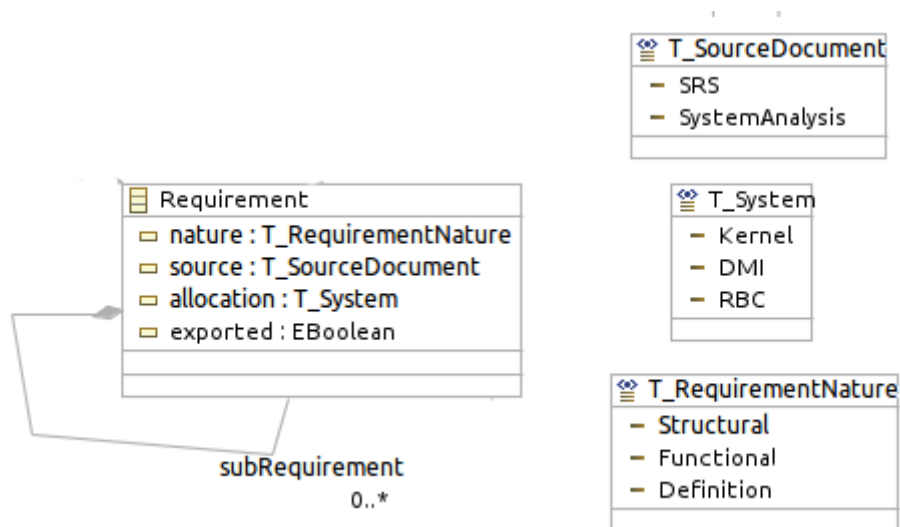 T_SourceDocument
SRS
SystemAnalysis
Requirement
nature : T_RequirementNature
source : T_SourceDocument
allocation : T_System
exported : EBoolean
T_System
Kernel
DMI
RBC
T_RequirementNature
Structural
Functional
Definition
subRequirement
0..*